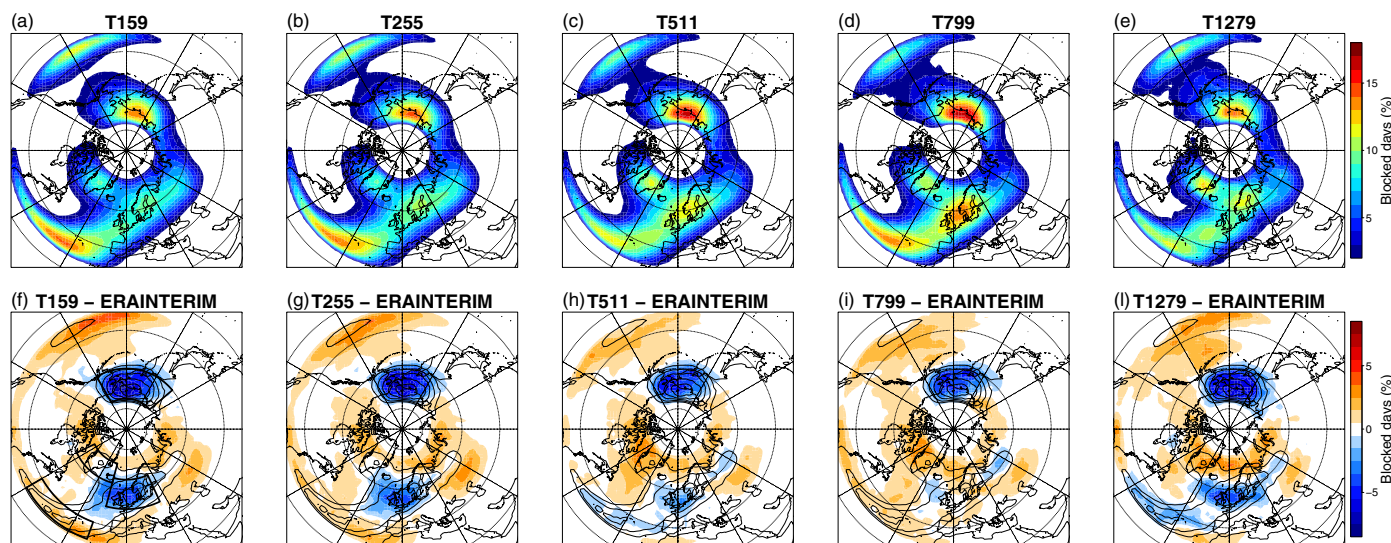 (a) T159
(b) T255
(c) T511
(d) T799
(e) T1279
15
10
5
Blocked days (%)
(f) T159 − ERAINTERIM
(g) T255 − ERAINTERIM
(h) T511 − ERAINTERIM
(i) T799 − ERAINTERIM
(l) T1279 − ERAINTERIM
5
0
−5
Blocked days (%)